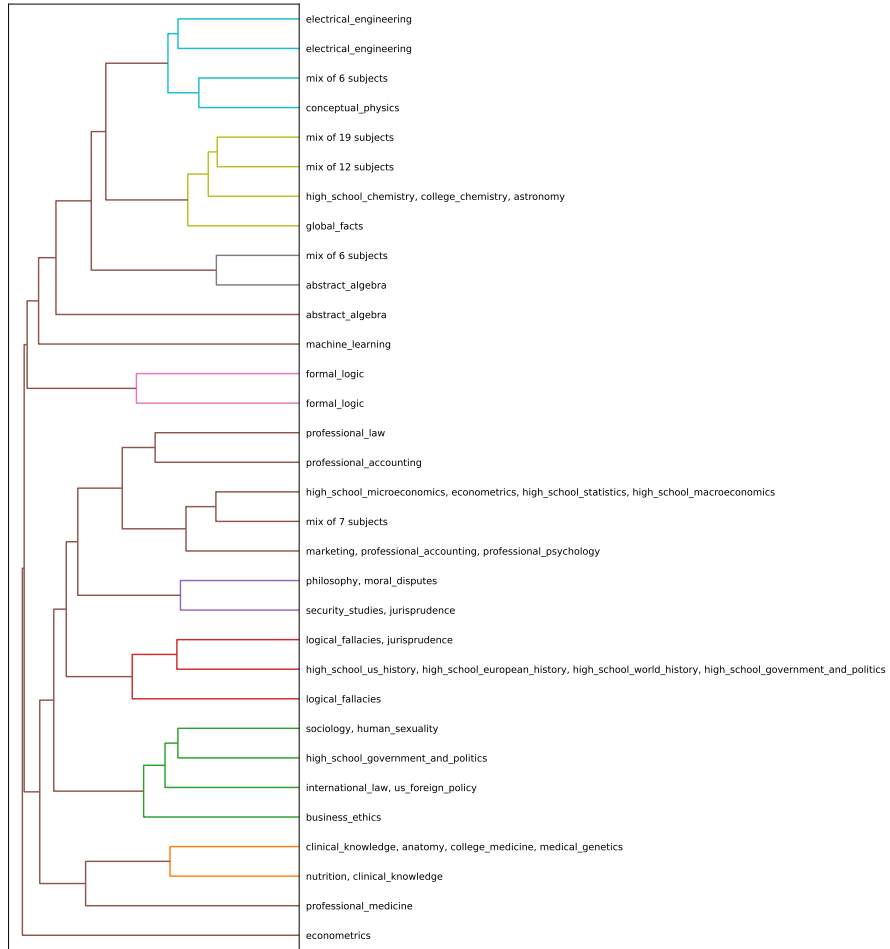 electrical_engineering
electrical_engineering
mix of 6 subjects
conceptual_physics
mix of 19 subjects
mix of 12 subjects
high_school_chemistry, college_chemistry, astronomy
global_facts
mix of 6 subjects
abstract_algebra
abstract_algebra
machine_learning
formal_logic
formal_logic
professional_law
professional_accounting
high_school_microeconomics, econometrics, high_school_statistics, high_school_macroeconomics
mix of 7 subjects
marketing, professional_accounting, professional_psychology
philosophy, moral_disputes
security_studies, jurisprudence
logical_fallacies, jurisprudence
high_school_us_history, high_school_european_history, high_school_world_history, high_school_government_and_politics
logical_fallacies
sociology, human_sexuality
high_school_government_and_politics
international_law, us_foreign_policy
business_ethics
clinical_knowledge, anatomy, college_medicine, medical_genetics
nutrition, clinical_knowledge
professional_medicine
econometrics